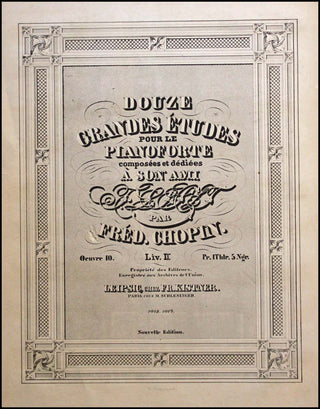 DOUZE
GRANDES ÉTUDES
POUR LE
PIANOFORTE
composées et dédiées
À SON AMI
PAR
FRÉD. CHOPIN.
Oeuvre 10. Liv. II Pr. 1 Thlr. 5 Ngr.
Propriété des Editeurs.
Enregistré aux Archives de l'Union.
LEIPSIC, CHEZ FR. KISTNER.
PARIS, CHEZ M. SCHLESINGER.
Nouvelle Edition.